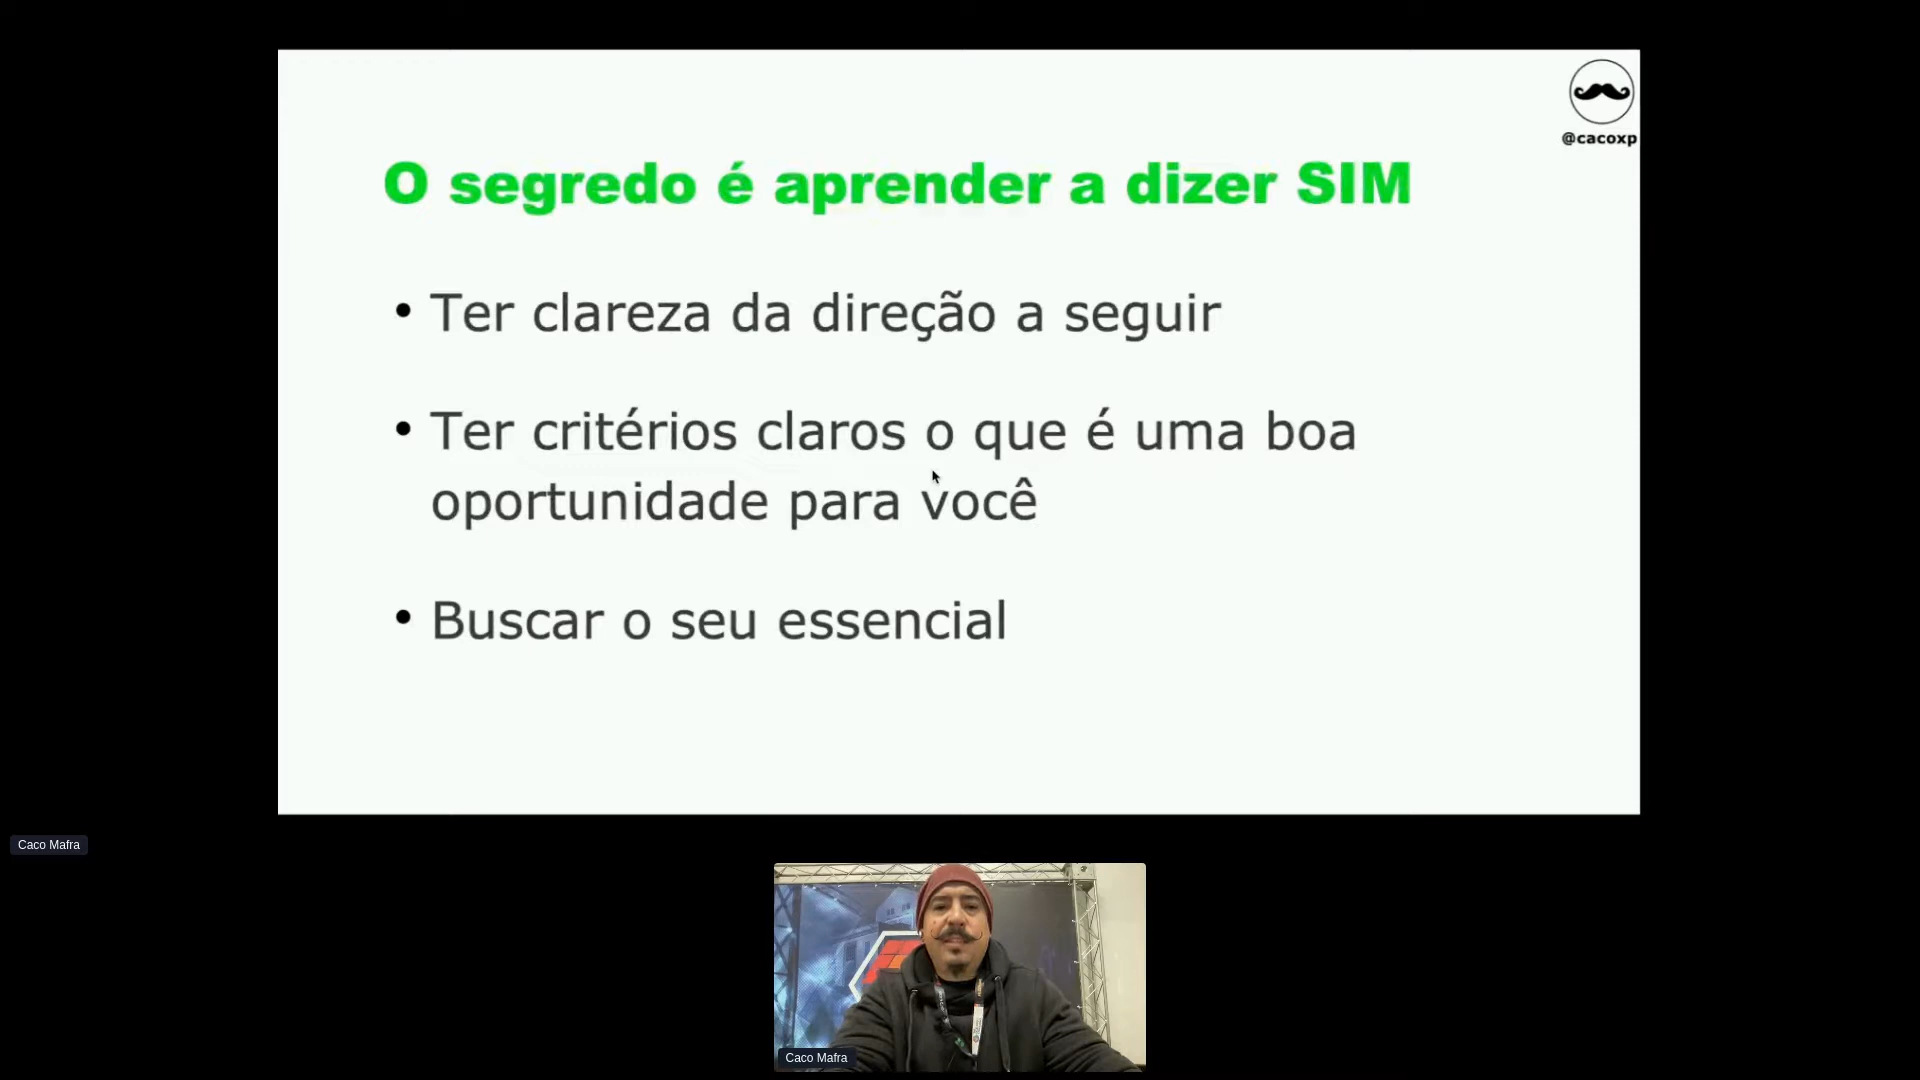 @cacoxp
O segredo é aprender a dizer SIM
• Ter clareza da direção a seguir
• Ter critérios claros o que é uma boa
oportunidade para você
• Buscar o seu essencial
Caco Mafra
Caco Mafra